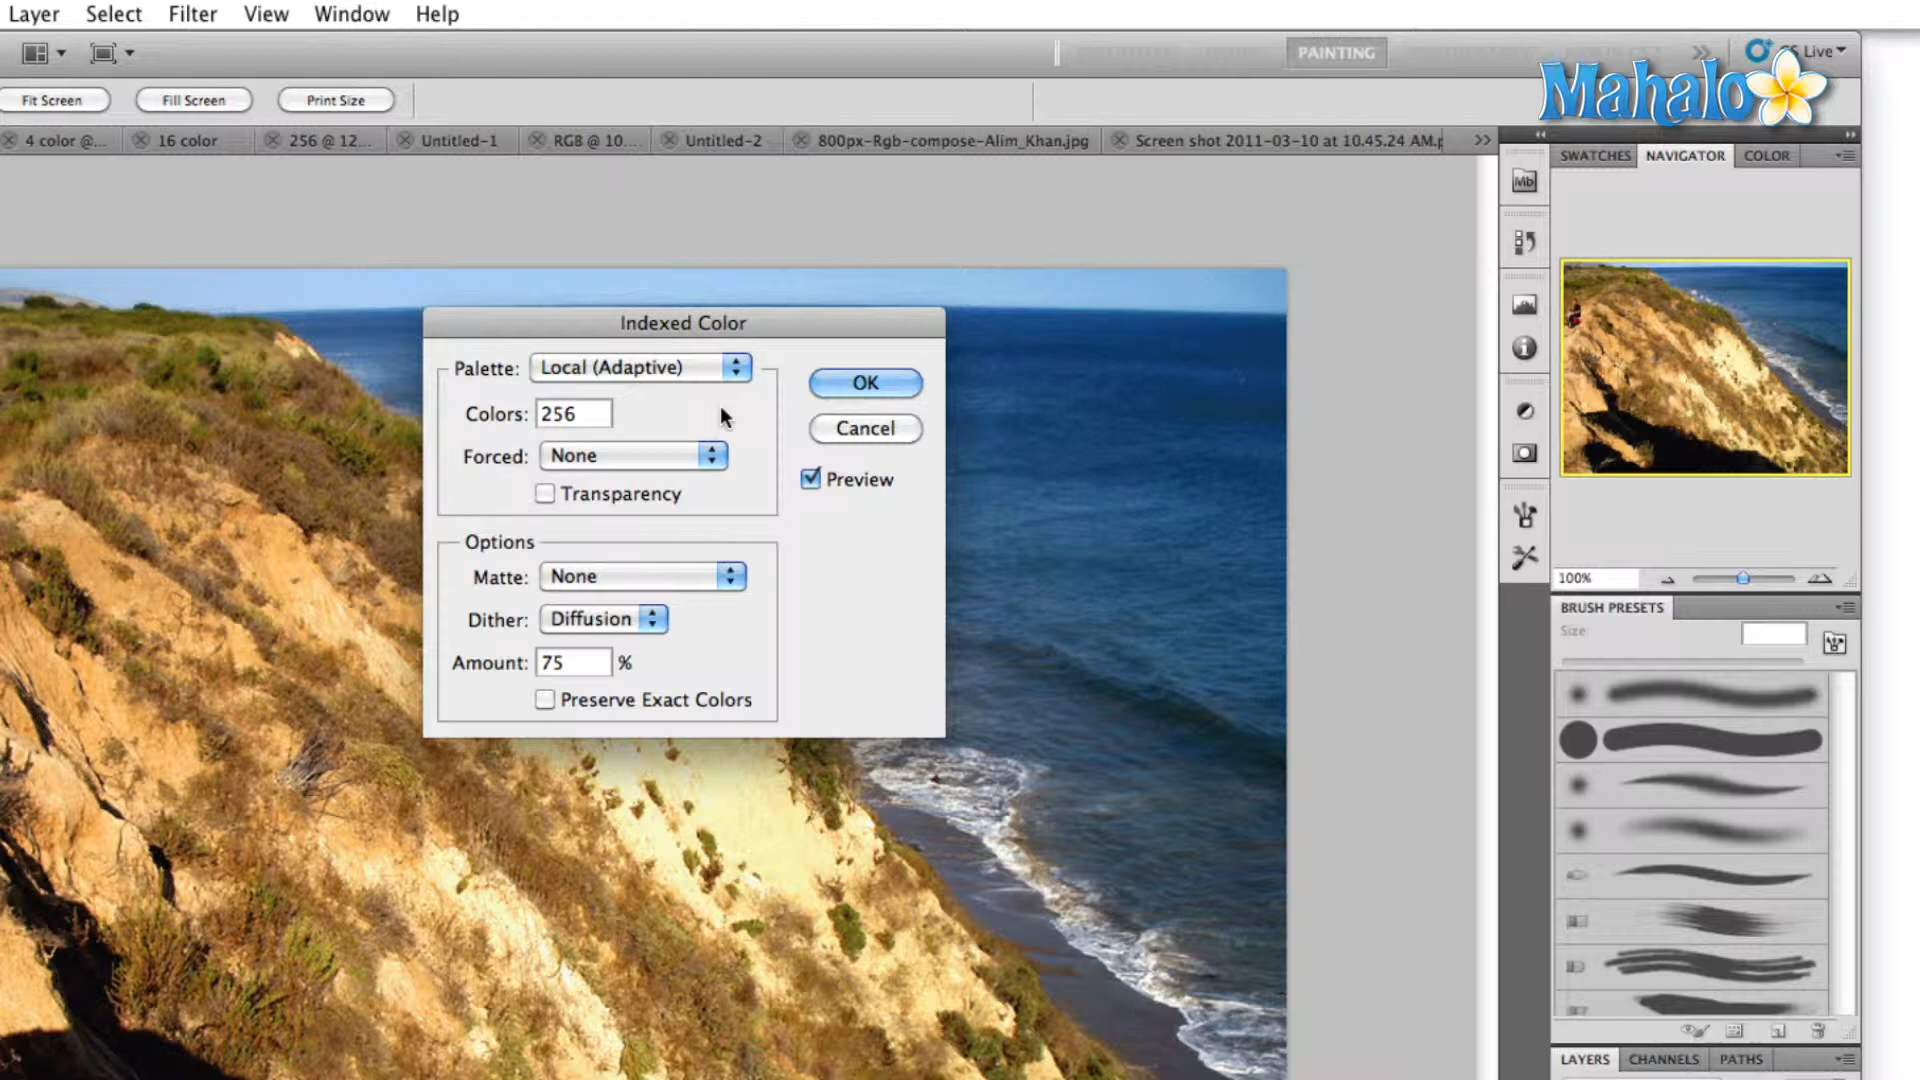 Layer Select Filter View Window Help
PAINTING CS Live
Mahalo
Fit Screen Fill Screen Print Size
4 color @... 16 color 256 @ 12... Untitled-1 RGB @ 10.... Untitled-2 800px-Rgb-compose-Alim_Khan.jpg Screen shot 2011-03-10 at 10.45.24 AM.p
SWATCHES NAVIGATOR COLOR
Mb
Indexed Color
Palette: Local (Adaptive)
OK
Colors: 256
Cancel
Forced: None
Preview
Transparency
Options
Matte: None
Dither: Diffusion
Amount: 75 %
Preserve Exact Colors
100%
BRUSH PRESETS
Size:
LAYERS CHANNELS PATHS